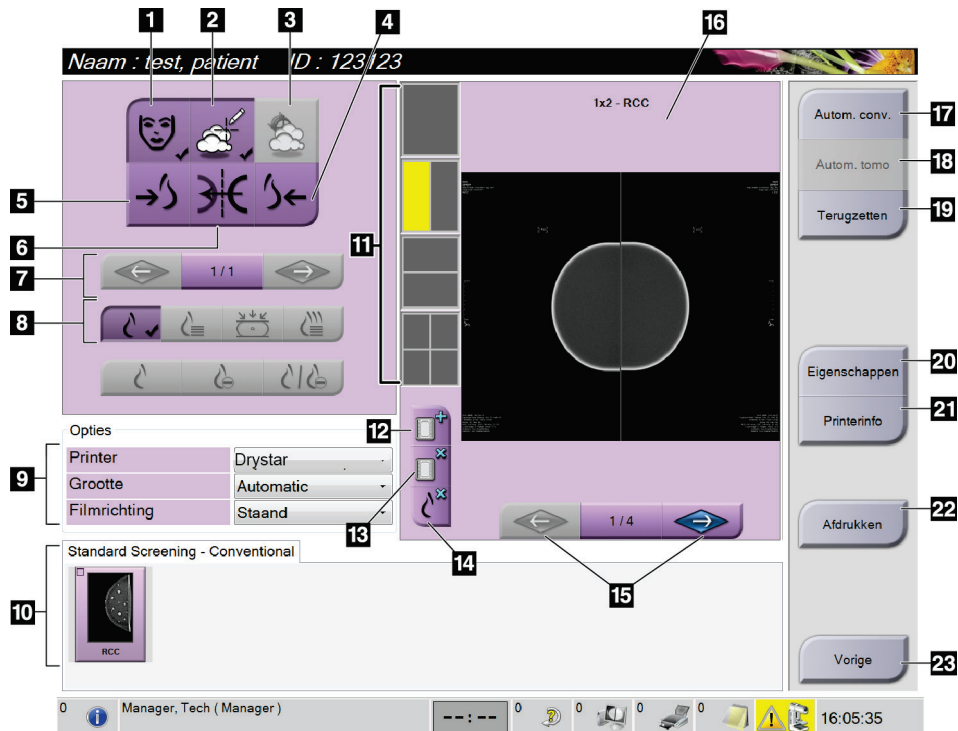 1 2 3 4 16
Naam : test, patient ID : 123123
1x2 - RCC
Autom. conv. 17
Autom. tomo 18
Terugzetten 19
5
6
7 1/1 11
8
Eigenschappen 20
Printerinfo 21
Opties 12
9
Printer Drystar
Grootte Automatic
Filmrichting Staand
13
14
1/4
15
Afdrukken 22
10
Standard Screening - Conventional
RCC
Vorige 23
0 Manager, Tech ( Manager ) --:-- 0 0 0 0 16:05:35